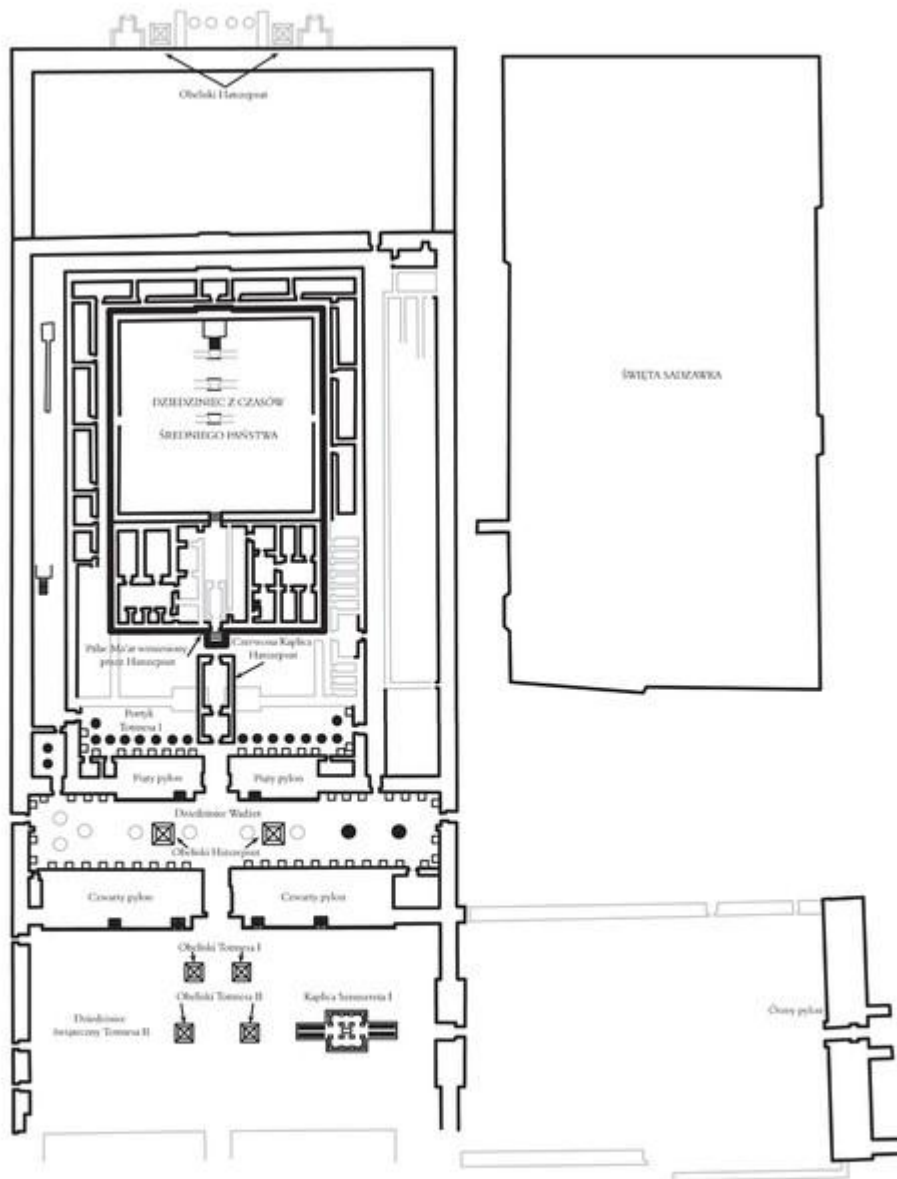 Obeliski Hatszepsut
ŚWIĘTA SADZAWKA
DZIEDZINIEC Z CZASÓW
ŚREDNIEGO PAŃSTWA
Pałac Ma'at wzniesiony
przez Hatszepsut
Czerwona Kaplica
Hatszepsut
Portyk
Totmesa I
Piąty pylon
Piąty pylon
Dziedziniec Wadżet
Obeliski Hatszepsut
Czwarty pylon
Czwarty pylon
Obeliski Totmesa I
Obeliski Totmesa II
Kaplica Senusereta I
Dziedziniec
świąteczny Totmesa II
Ósmy pylon